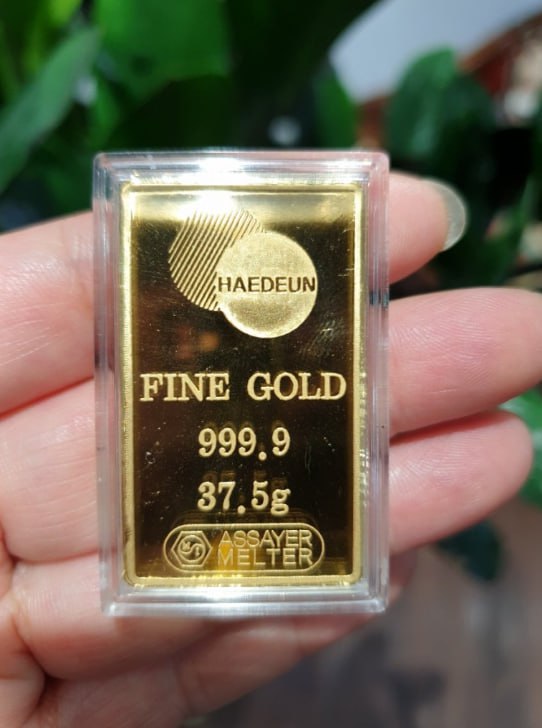 HAEDEUN
FINE GOLD
999.9
37.5g
ASSAYER
MELTER